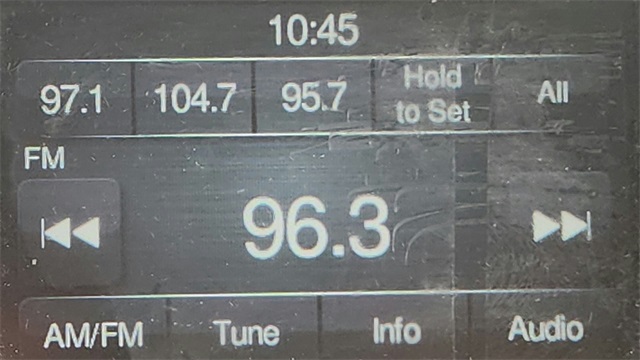 10:45
97.1 104.7 95.7 Hold to Set All
FM
96.3
AM/FM Tune Info Audio